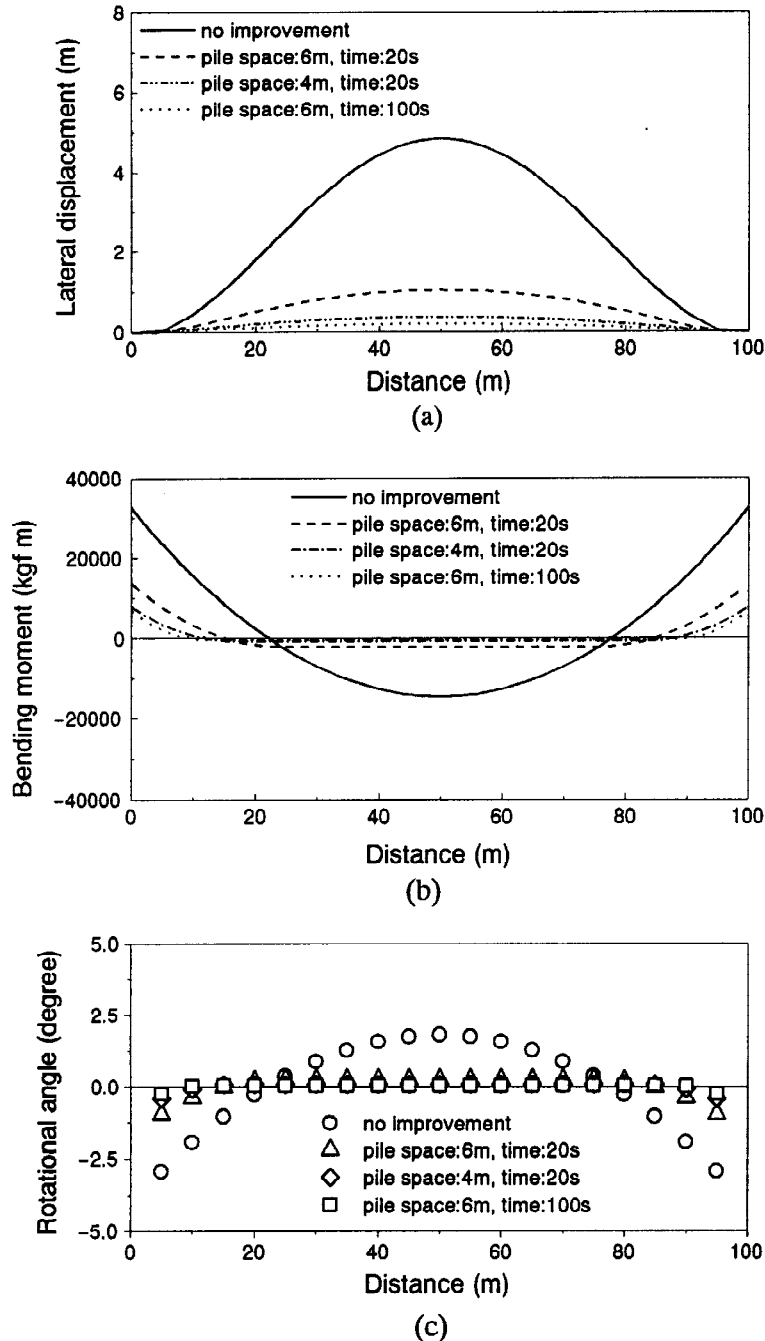 8
6
4
2
0
Lateral displacement (m)
no improvement
pile space:6m, time:20s
pile space:4m, time:20s
pile space:6m, time:100s
0 20 40 60 80 100
Distance (m)
(a)
40000
20000
0
−20000
−40000
Bending moment (kgf m)
no improvement
pile space:6m, time:20s
pile space:4m, time:20s
pile space:6m, time:100s
0 20 40 60 80 100
Distance (m)
(b)
5.0
2.5
0.0
−2.5
−5.0
Rotational angle (degree)
no improvement
pile space:6m, time:20s
pile space:4m, time:20s
pile space:6m, time:100s
0 20 40 60 80 100
Distance (m)
(c)